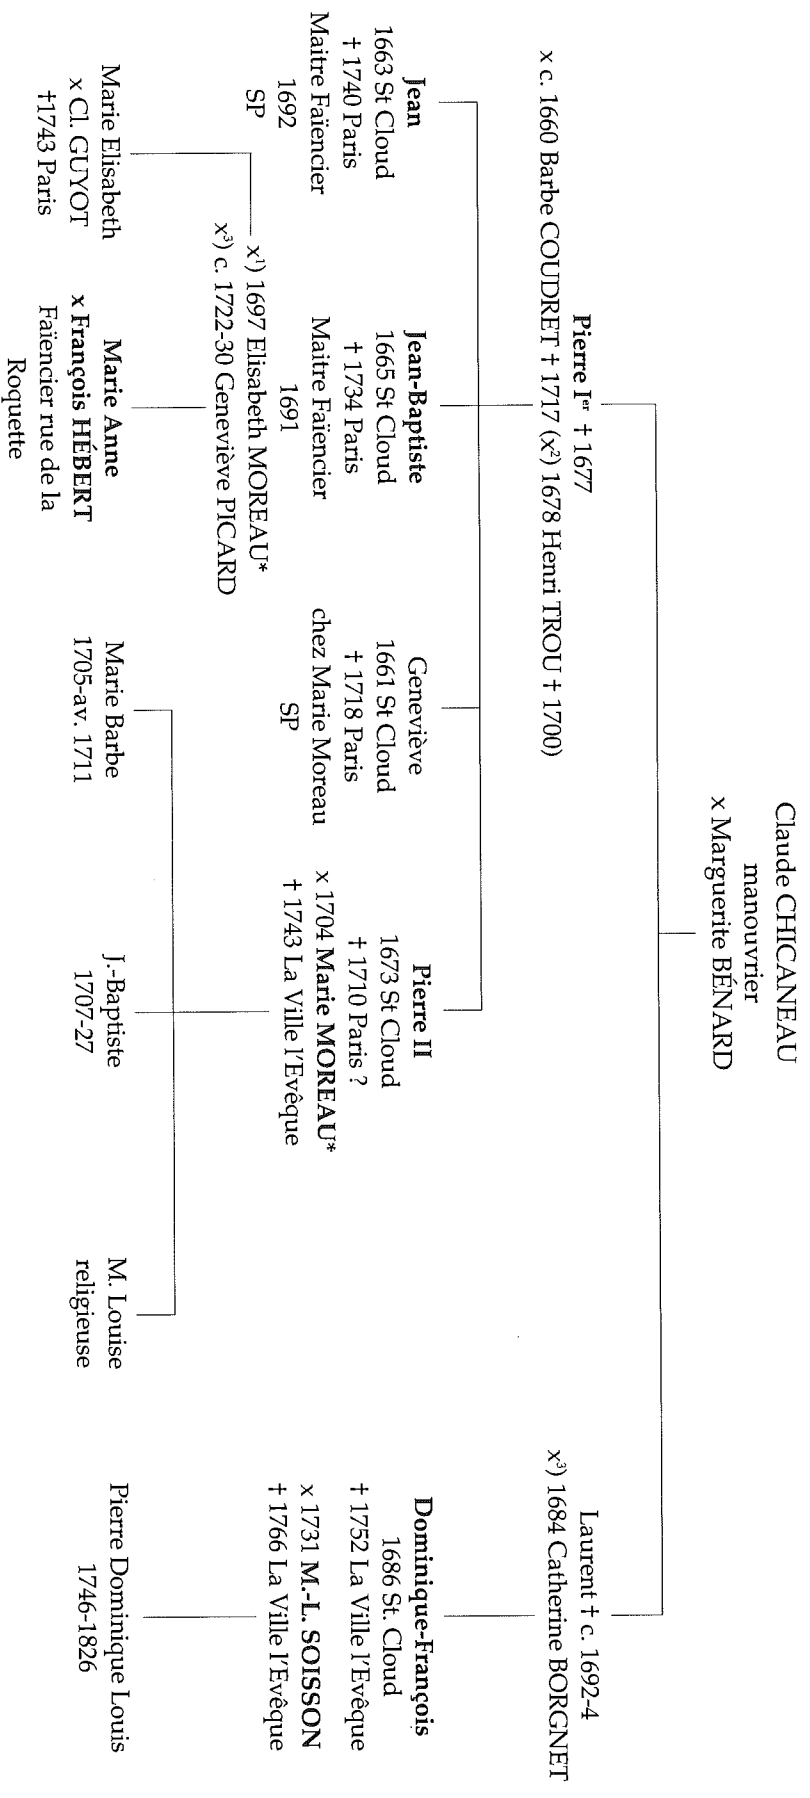 Claude CHICANEAU
manouvrier
x Marguerite BÉNARD
Pierre Iᵉʳ † 1677
x c. 1660 Barbe COUDRET † 1717 (x²) 1678 Henri TROU † 1700)
Laurent † c. 1692-4
x³) 1684 Catherine BORGNET
Jean
1663 St Cloud
† 1740 Paris
Maitre Faïencier
1692
SP
Jean-Baptiste
1665 St Cloud
† 1734 Paris
Maitre Faïencier
1691
x¹) 1697 Elisabeth MOREAU*
x³) c. 1722-30 Geneviève PICARD
Geneviève
1661 St Cloud
† 1718 Paris
chez Marie Moreau
SP
Pierre II
1673 St Cloud
† 1710 Paris ?
x 1704 Marie MOREAU*
† 1743 La Ville l'Evêque
Dominique-François
1686 St. Cloud
† 1752 La Ville l'Evêque
x 1731 M.-L. SOISSON
† 1766 La Ville l'Evêque
Marie Elisabeth
x Cl. GUYOT
†1743 Paris
Marie Anne
x François HÉBERT
Faïencier rue de la
Roquette
Marie Barbe
1705-av. 1711
J.-Baptiste
1707-27
M. Louise
religieuse
Pierre Dominique Louis
1746-1826